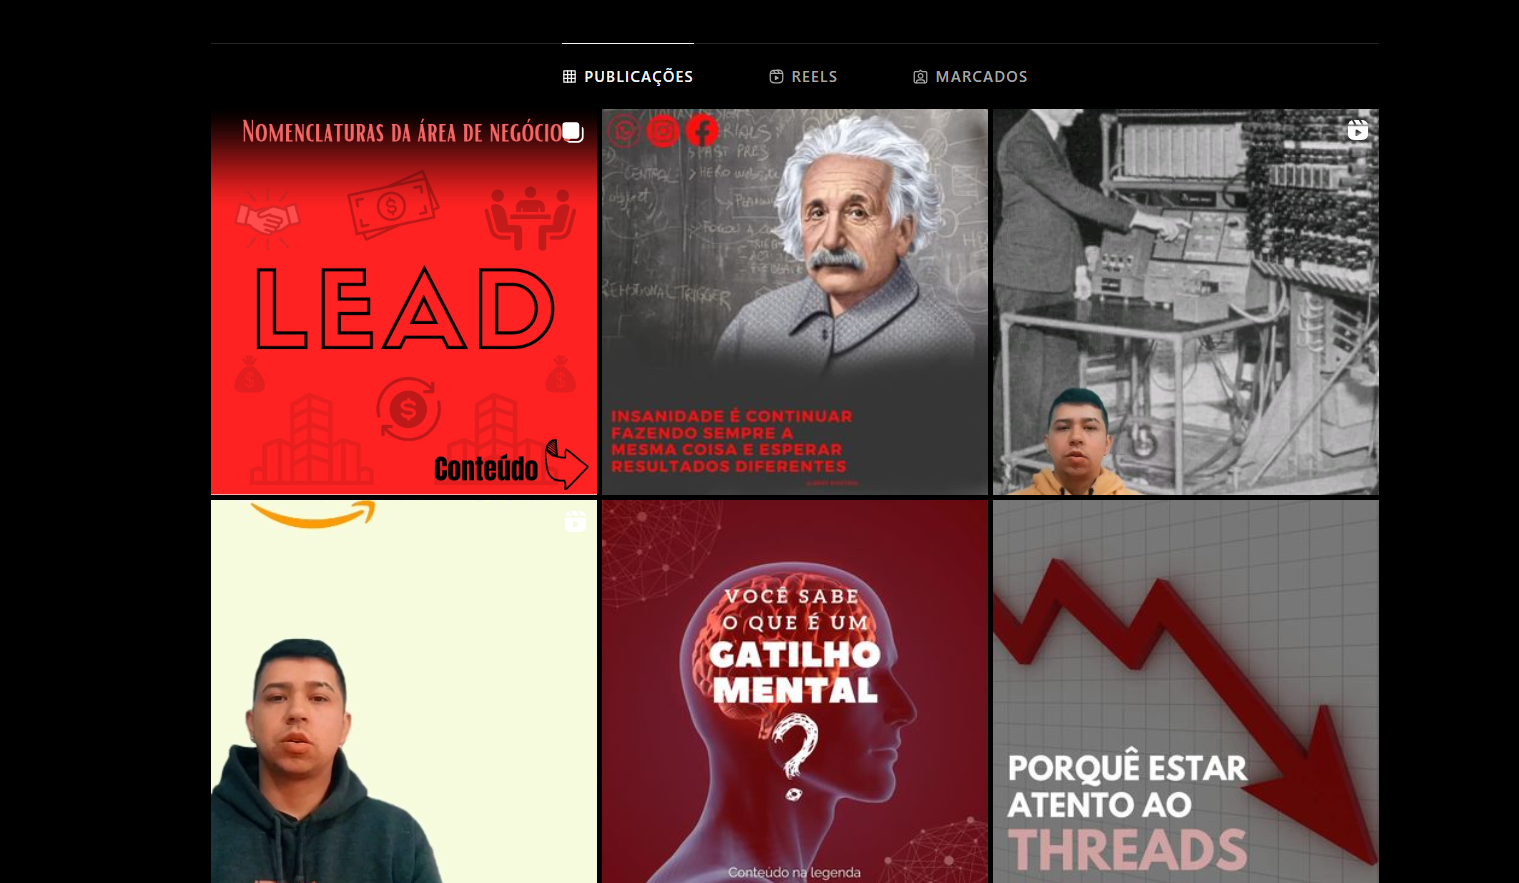 PUBLICAÇÕES
REELS
MARCADOS
NOMENCLATURAS DA ÁREA DE NEGÓCIO
LEAD
Conteúdo
INSANIDADE É CONTINUAR
FAZENDO SEMPRE A
MESMA COISA E ESPERAR
RESULTADOS DIFERENTES
VOCÊ SABE
O QUE É UM
GATILHO
MENTAL
?
Conteúdo na legenda
PORQUÊ ESTAR
ATENTO AO
THREADS